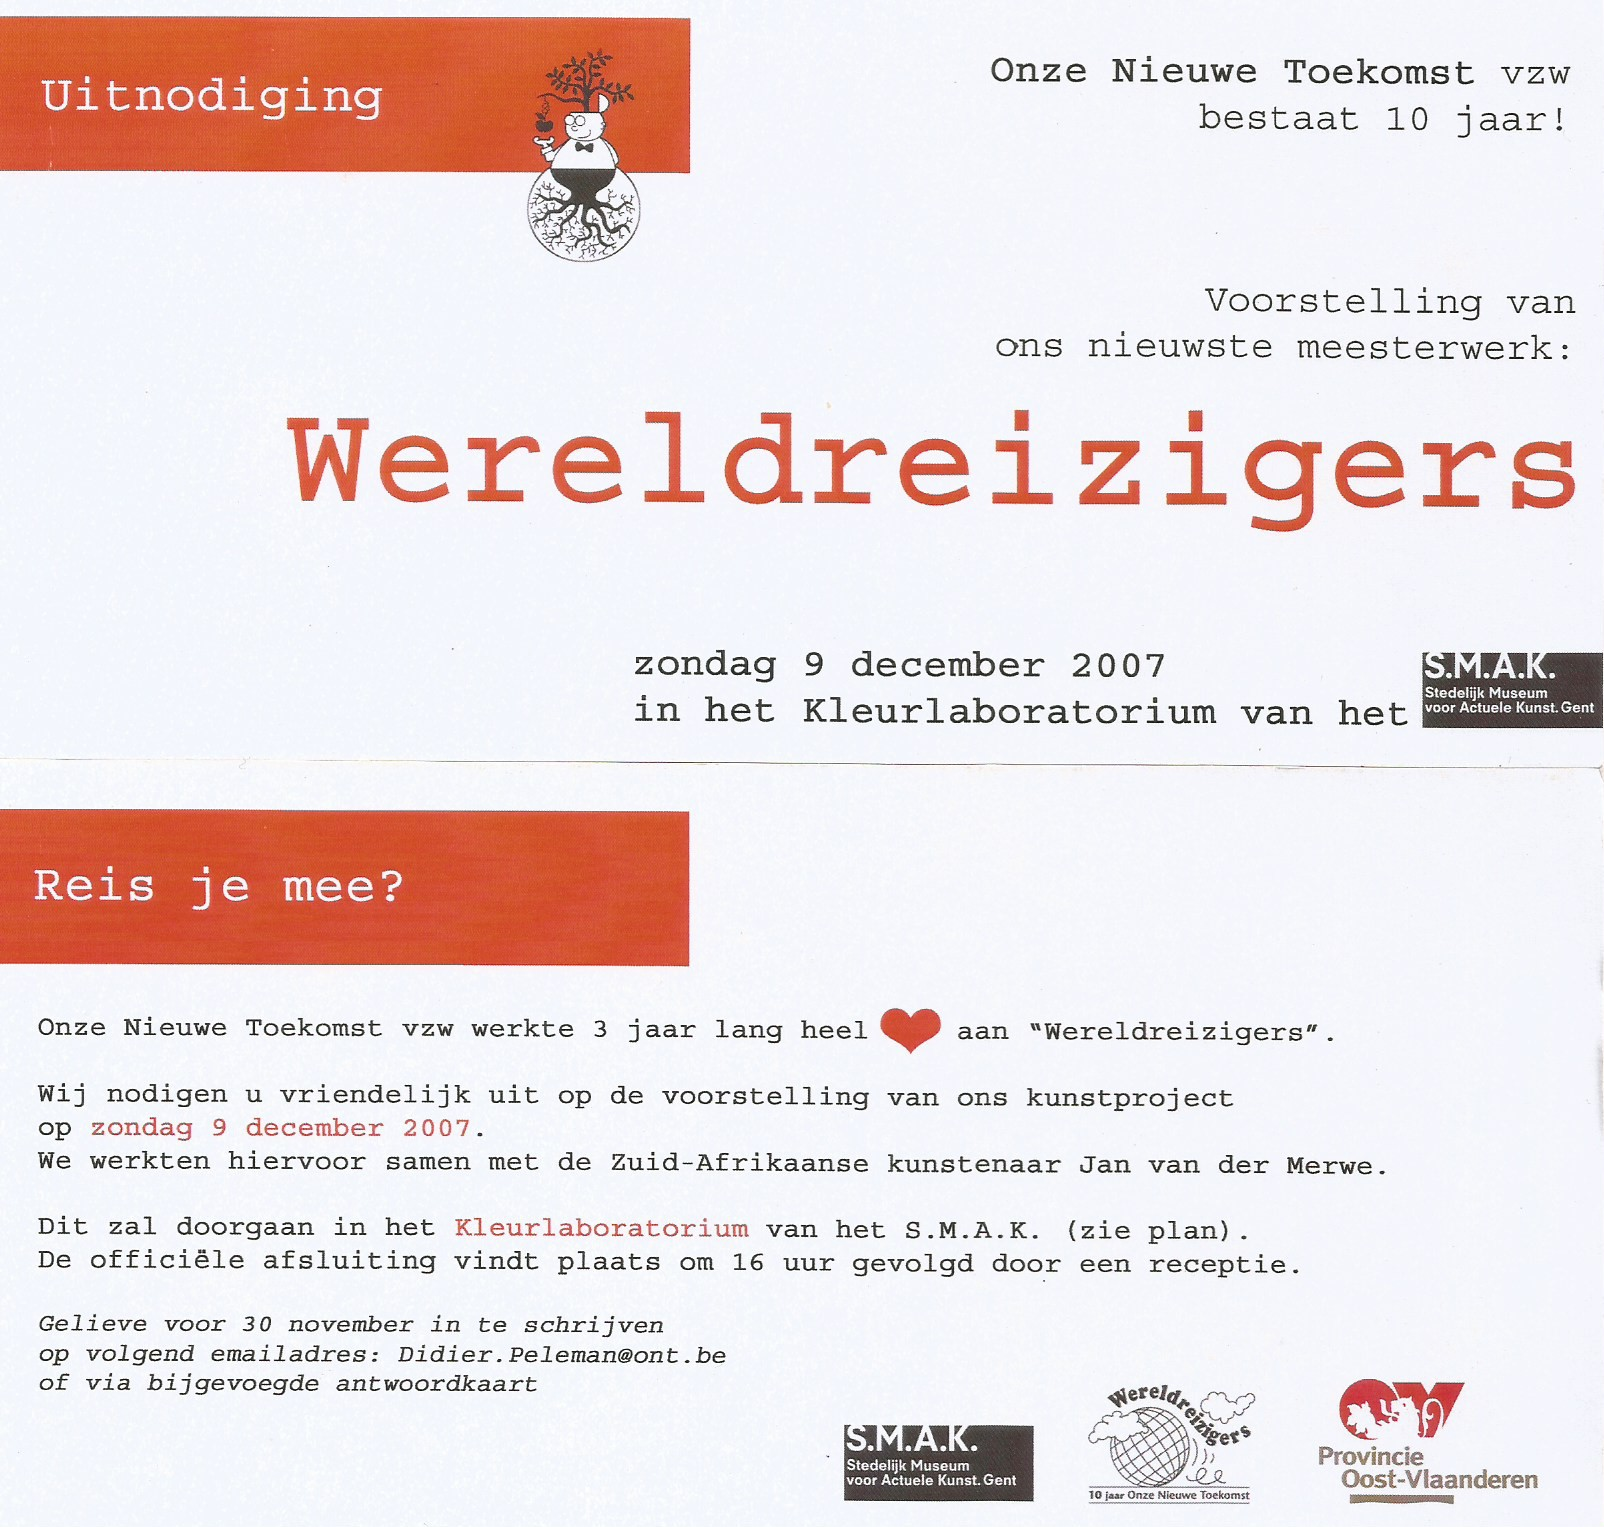 Uitnodiging
Onze Nieuwe Toekomst vzw
bestaat 10 jaar!
Voorstelling van
ons nieuwste meesterwerk:
Wereldreizigers
zondag 9 december 2007
in het Kleurlaboratorium van het
S.M.A.K.
Stedelijk Museum
voor Actuele Kunst.Gent
Reis je mee?
Onze Nieuwe Toekomst vzw werkte 3 jaar lang heel aan "Wereldreizigers".
Wij nodigen u vriendelijk uit op de voorstelling van ons kunstproject
op zondag 9 december 2007.
We werkten hiervoor samen met de Zuid-Afrikaanse kunstenaar Jan van der Merwe.
Dit zal doorgaan in het Kleurlaboratorium van het S.M.A.K. (zie plan).
De officiële afsluiting vindt plaats om 16 uur gevolgd door een receptie.
Gelieve voor 30 november in te schrijven
op volgend emailadres: Didier.Peleman@ont.be
of via bijgevoegde antwoordkaart
S.M.A.K.
Stedelijk Museum
voor Actuele Kunst.Gent
Wereldreizigers
10 jaar Onze Nieuwe Toekomst
Provincie
Oost-Vlaanderen